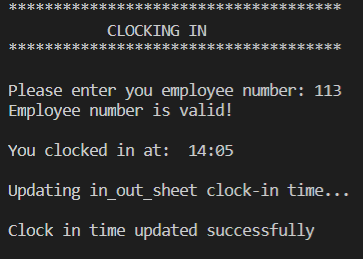 *************************************
CLOCKING IN
*************************************
Please enter you employee number: 113
Employee number is valid!
You clocked in at:  14:05
Updating in_out_sheet clock-in time...
Clock in time updated successfully